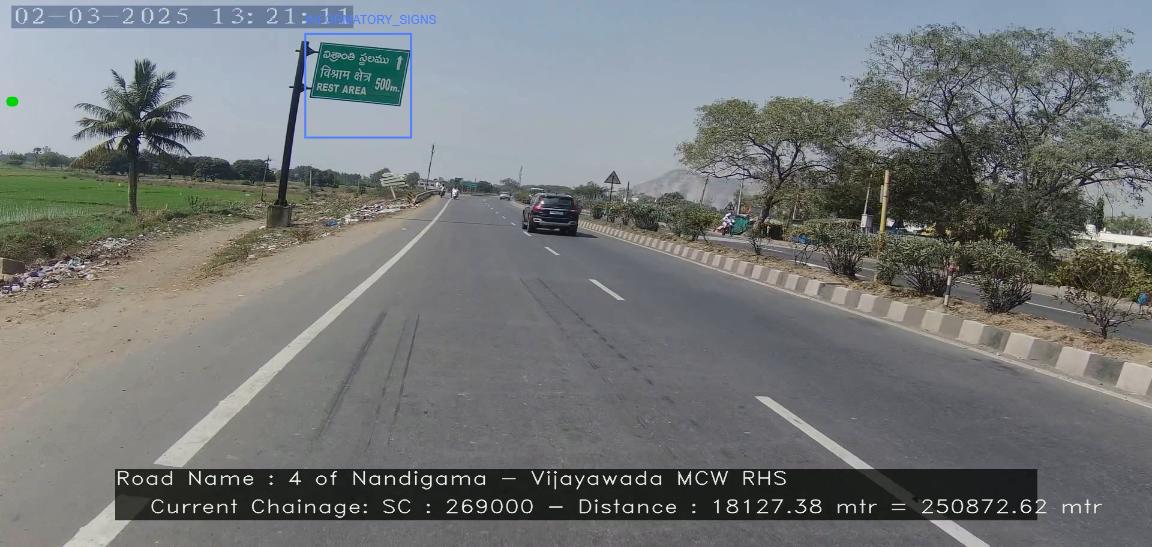 02-03-2025 13:21:11
విశ్రాంతి స్థలము
विश्राम क्षेत्र
REST AREA 500m.
Road Name : 4 of Nandigama - Vijayawada MCW RHS
Current Chainage: SC : 269000 - Distance : 18127.38 mtr = 250872.62 mtr